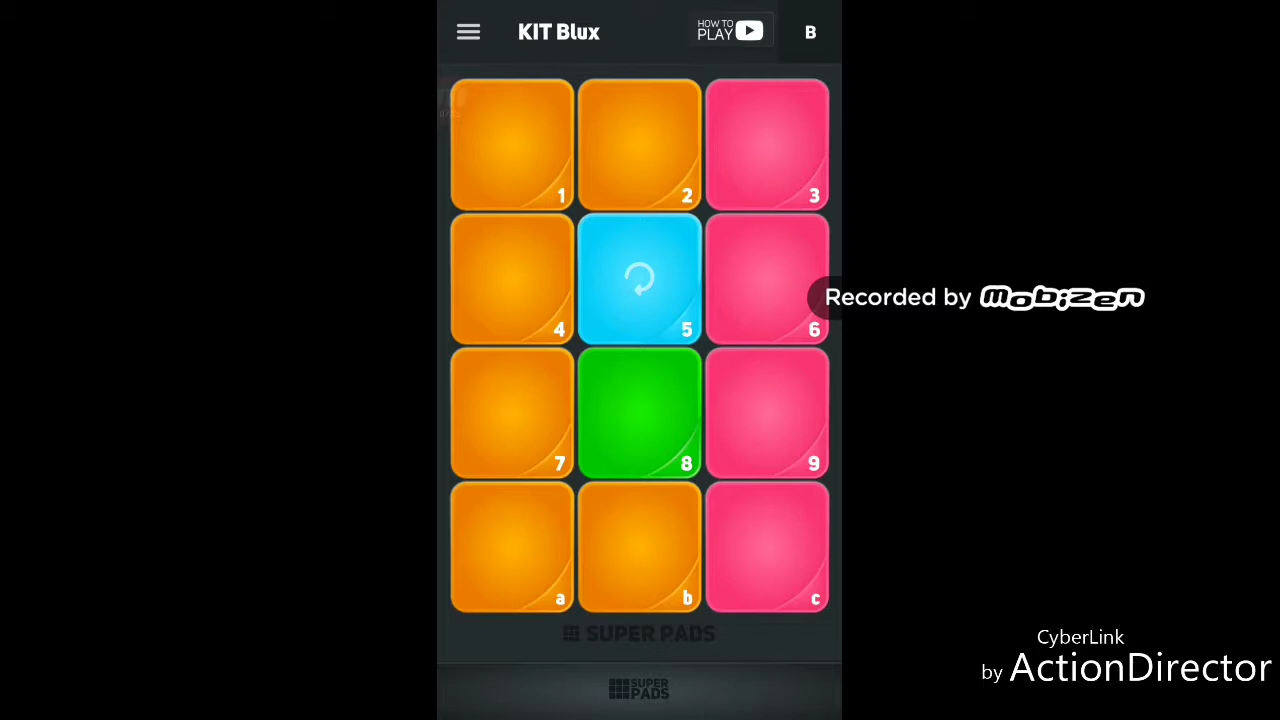 KIT Blux
HOW TO
PLAY
B
1
2
3
4
5
6
Recorded by mobizen
7
8
9
a
b
c
SUPER PADS
SUPER
PADS
CyberLink
by ActionDirector